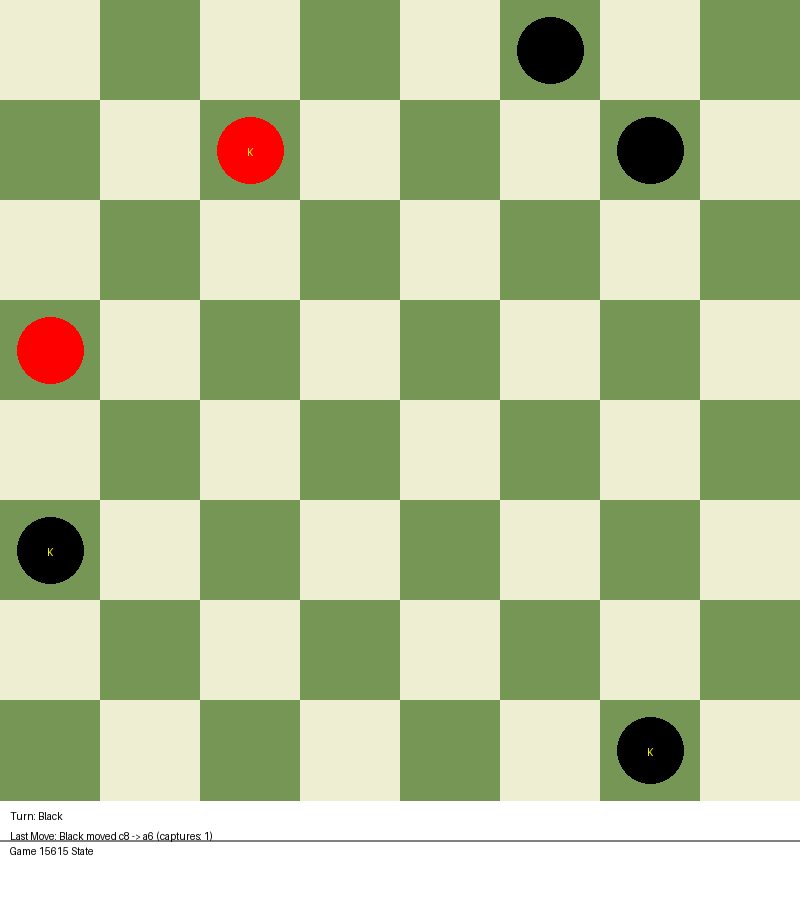 K
K
K
Turn: Black
Last Move: Black moved c8 -> a6 (captures: 1)
Game 15615 State